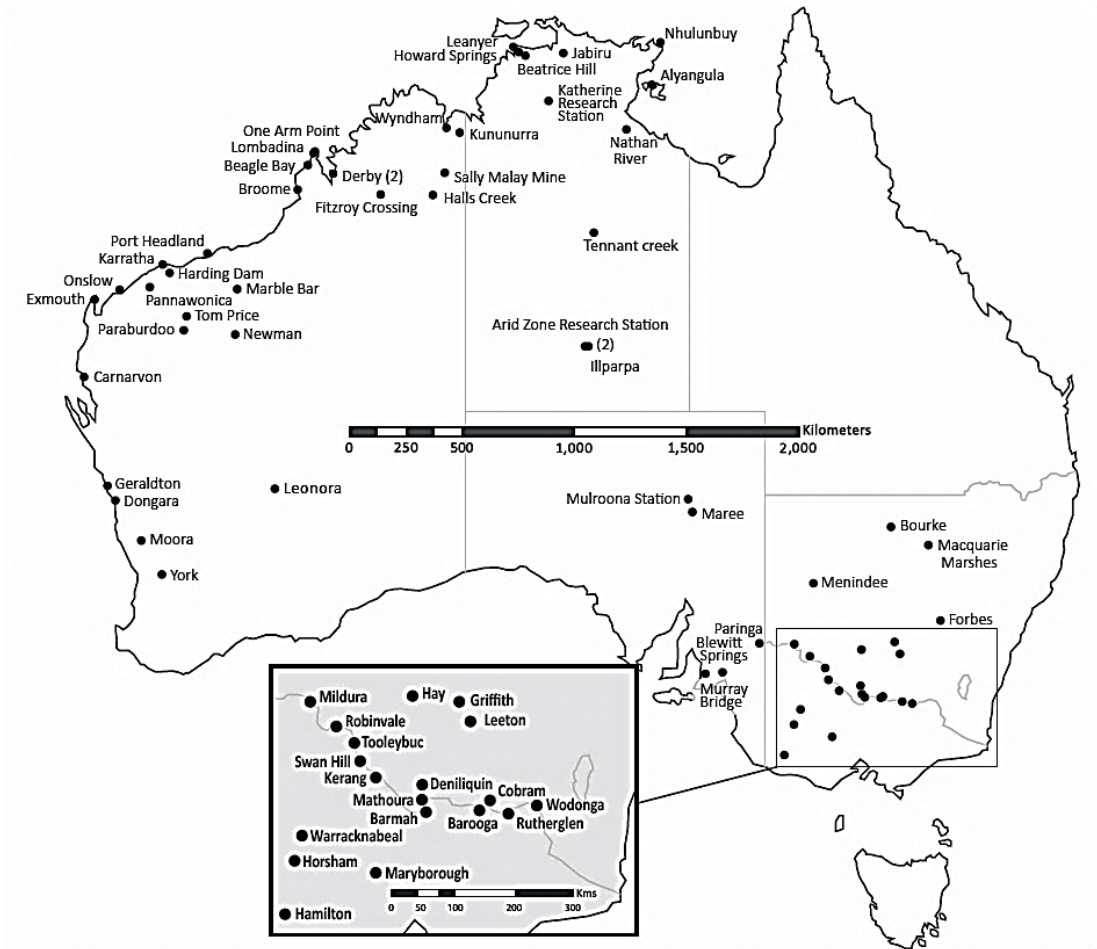 Nhulunbuy
Leanyer
Howard Springs
Jabiru
Beatrice Hill
Alyangula
Katherine
Research
Station
Wyndham
Kununurra
Nathan
River
One Arm Point
Lombadina
Beagle Bay
Derby (2)
Sally Malay Mine
Broome
Fitzroy Crossing
Halls Creek
Tennant creek
Port Headland
Karratha
Harding Dam
Onslow
Marble Bar
Exmouth
Pannawonica
Tom Price
Paraburdoo
Newman
Arid Zone Research Station
(2)
Illparpa
Carnarvon
Kilometers
0 250 500 1,000 1,500 2,000
Geraldton
Dongara
Leonora
Mulroona Station
Maree
Moora
York
Bourke
Macquarie
Marshes
Menindee
Forbes
Paringa
Blewitt
Springs
Murray
Bridge
Mildura
Hay
Griffith
Leeton
Robinvale
Tooleybuc
Swan Hill
Kerang
Deniliquin
Cobram
Mathoura
Wodonga
Barmah
Barooga
Rutherglen
Warracknabeal
Horsham
Maryborough
Kms
0 50 100 200 300
Hamilton